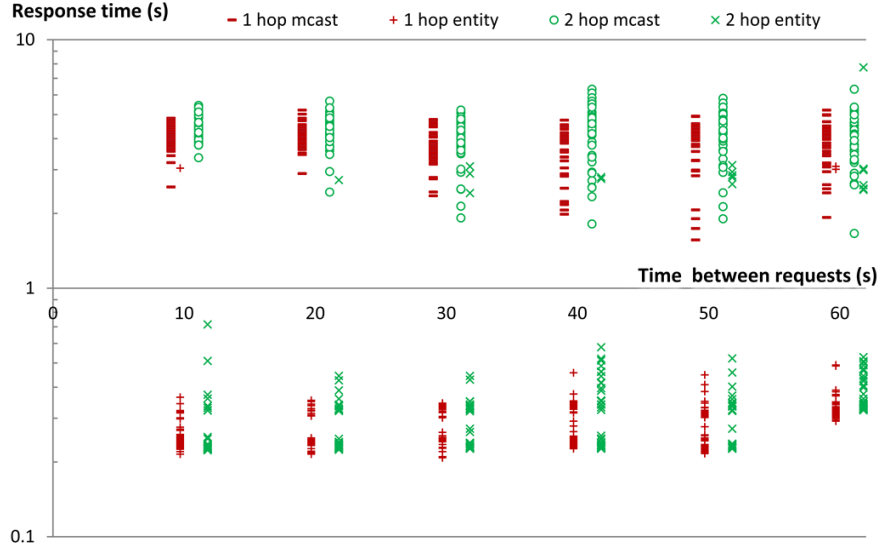 Response time (s)
1 hop mcast 1 hop entity 2 hop mcast 2 hop entity
10
1
Time between requests (s)
0 10 20 30 40 50 60
0.1